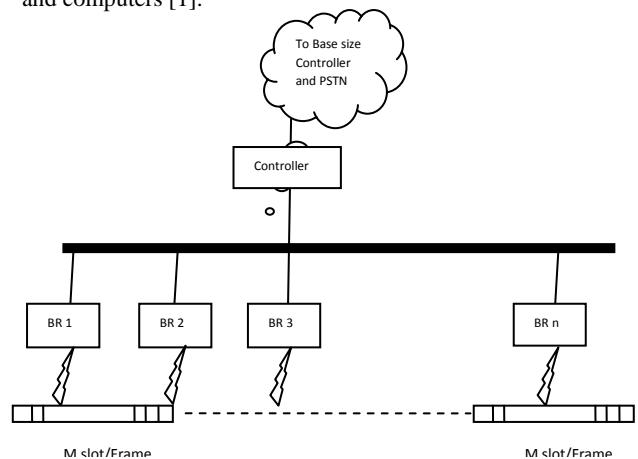 and computers [1].
To Base size
Controller
and PSTN
Controller
BR 1
BR 2
BR 3
BR n
M slot/Frame
M slot/Frame